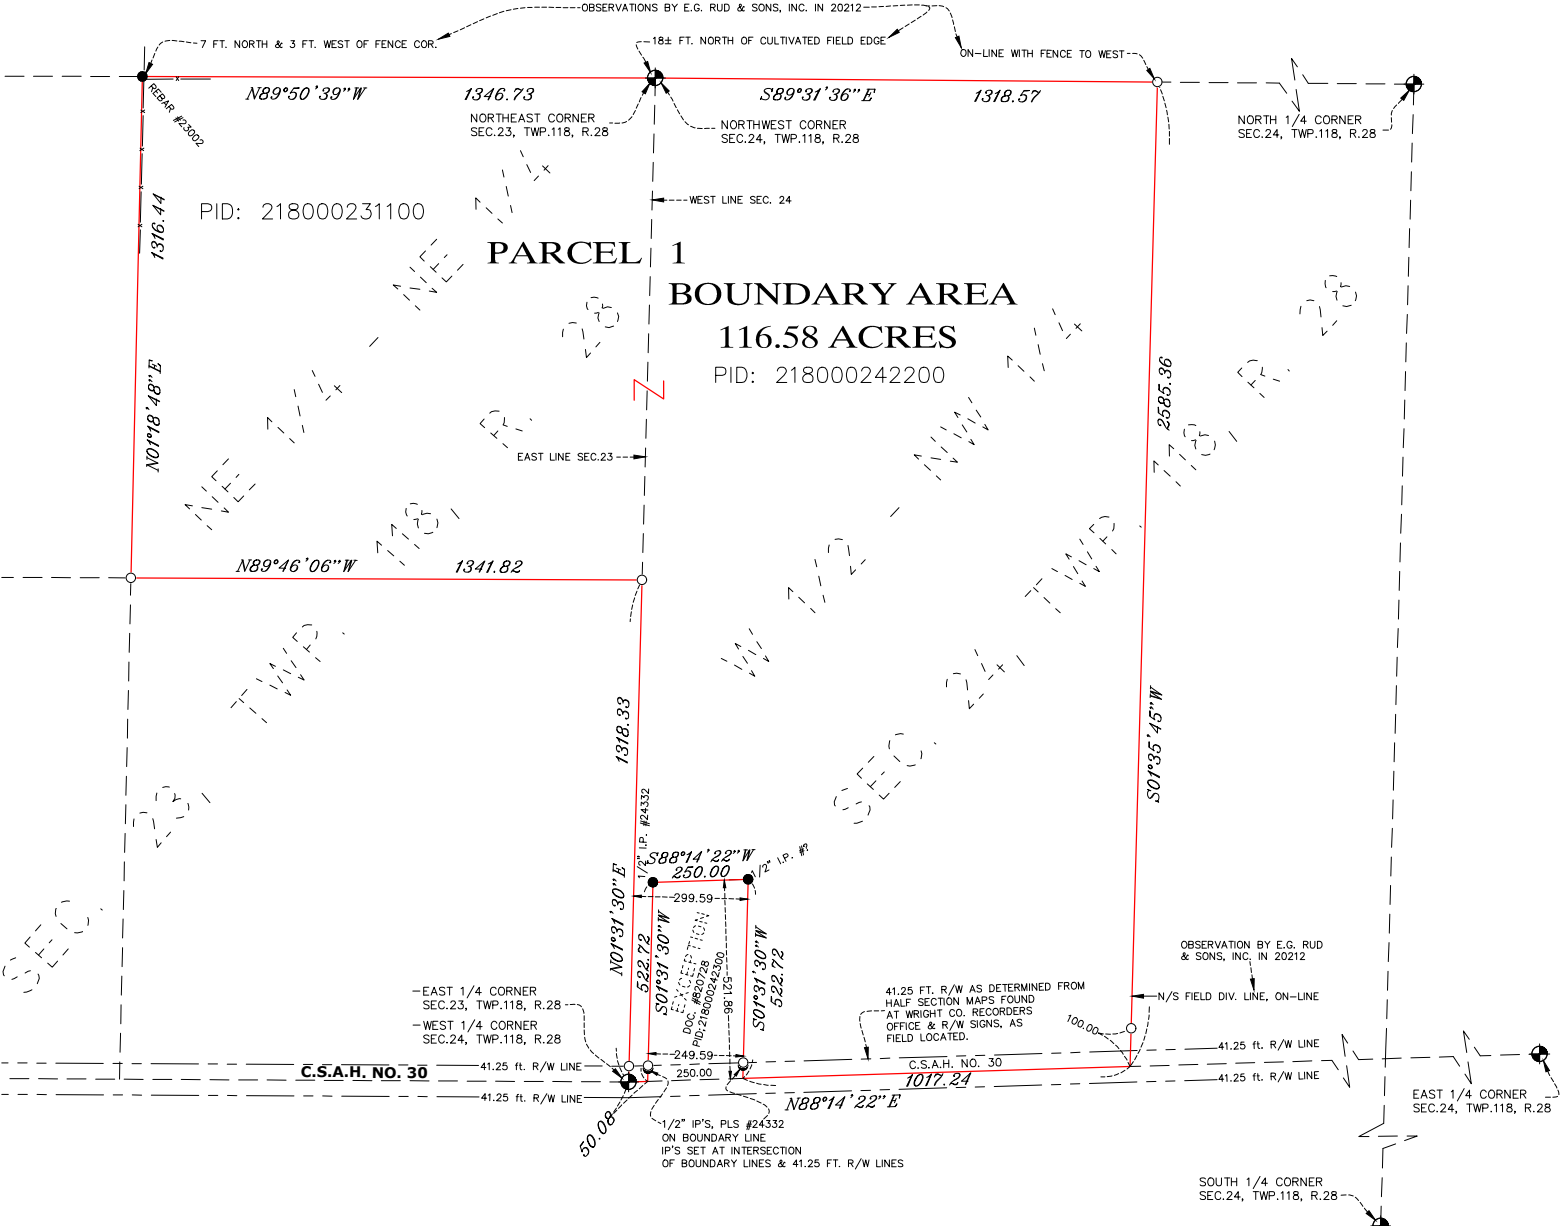 OBSERVATIONS BY E.G. RUD & SONS, INC. IN 20212
7 FT. NORTH & 3 FT. WEST OF FENCE COR.
18± FT. NORTH OF CULTIVATED FIELD EDGE
ON-LINE WITH FENCE TO WEST
N89°50'39"W 1346.73
S89°31'36"E 1318.57
REBAR #23002
NORTHEAST CORNER
SEC.23, TWP.118, R.28
NORTHWEST CORNER
SEC.24, TWP.118, R.28
NORTH 1/4 CORNER
SEC.24, TWP.118, R.28
PID: 218000231100
WEST LINE SEC. 24
1316.44
N01°18'48"E
PARCEL 1
BOUNDARY AREA
116.58 ACRES
PID: 218000242200
NE 1/4 - NE 1/4
SEC. 23, TWP. 118, R. 28
W 1/2 - NW 1/4
SEC. 24, TWP. 118, R. 28
EAST LINE SEC.23
2585.36
S01°35'45"W
N89°46'06"W 1341.82
1318.33
N01°31'30"E
1/2" I.P. #24332
S88°14'22"W
250.00
1/2" I.P. #?
299.59
522.72
S01°31'30"W
EXCEPTION
DOC. #820728
PID:218000242300
521.86
S01°31'30"W
522.72
OBSERVATION BY E.G. RUD
& SONS, INC. IN 20212
N/S FIELD DIV. LINE, ON-LINE
41.25 FT. R/W AS DETERMINED FROM
HALF SECTION MAPS FOUND
AT WRIGHT CO. RECORDERS
OFFICE & R/W SIGNS, AS
FIELD LOCATED.
100.00
EAST 1/4 CORNER
SEC.23, TWP.118, R.28
WEST 1/4 CORNER
SEC.24, TWP.118, R.28
41.25 ft. R/W LINE
249.59
250.00
C.S.A.H. NO. 30
C.S.A.H. NO. 30
41.25 ft. R/W LINE
1017.24
41.25 ft. R/W LINE
41.25 ft. R/W LINE
N88°14'22"E
50.08
1/2" IP'S, PLS #24332
ON BOUNDARY LINE
IP'S SET AT INTERSECTION
OF BOUNDARY LINES & 41.25 FT. R/W LINES
EAST 1/4 CORNER
SEC.24, TWP.118, R.28
SOUTH 1/4 CORNER
SEC.24, TWP.118, R.28